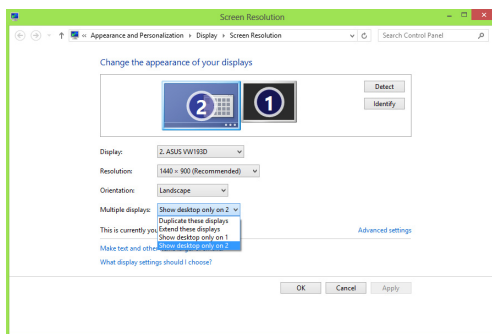 Screen Resolution
« Appearance and Personalization › Display › Screen Resolution
Search Control Panel
Change the appearance of your displays
2
1
Detect
Identify
Display: 2. ASUS VW193D
Resolution: 1440 × 900 (Recommended)
Orientation: Landscape
Multiple displays: Show desktop only on 2
Duplicate these displays
This is currently you Extend these displays
Advanced settings
Show desktop only on 1
Make text and othe Show desktop only on 2
What display settings should I choose?
OK Cancel Apply